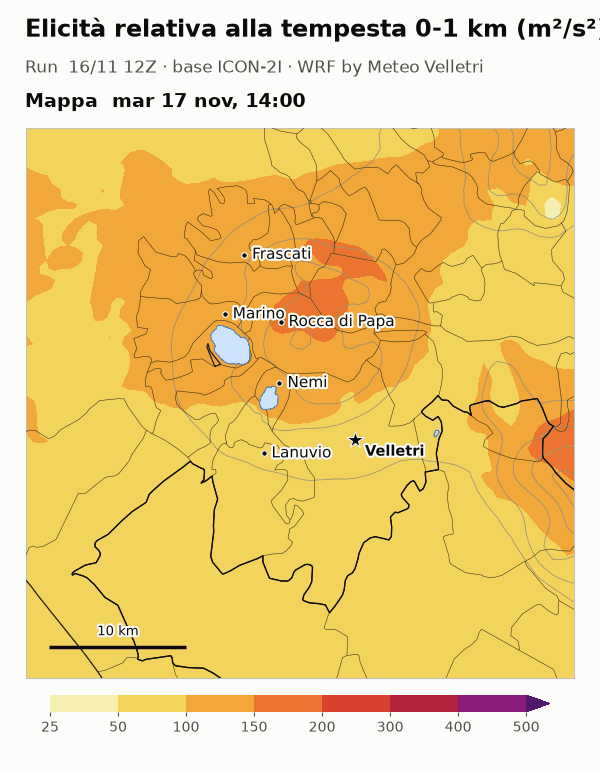 Elicità relativa alla tempesta 0-1 km (m²/s²)
Run  16/11 12Z · base ICON-2I · WRF by Meteo Velletri
Mappa  mar 17 nov, 14:00
Frascati
Marino
Rocca di Papa
Nemi
Velletri
Lanuvio
10 km
25 50 100 150 200 300 400 500